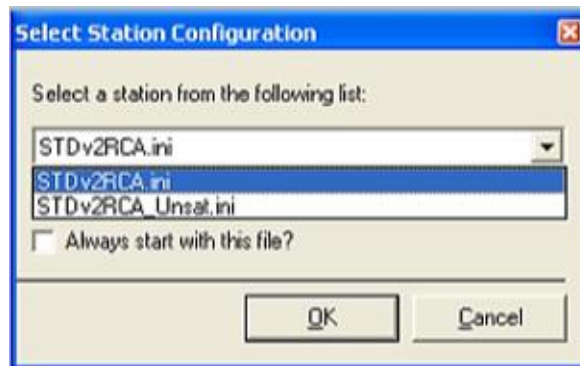 Select Station Configuration
Select a station from the following list:
STDv2RCA.ini
STDv2RCA.ini
STDv2RCA_Unsat.ini
Always start with this file?
OK
Cancel